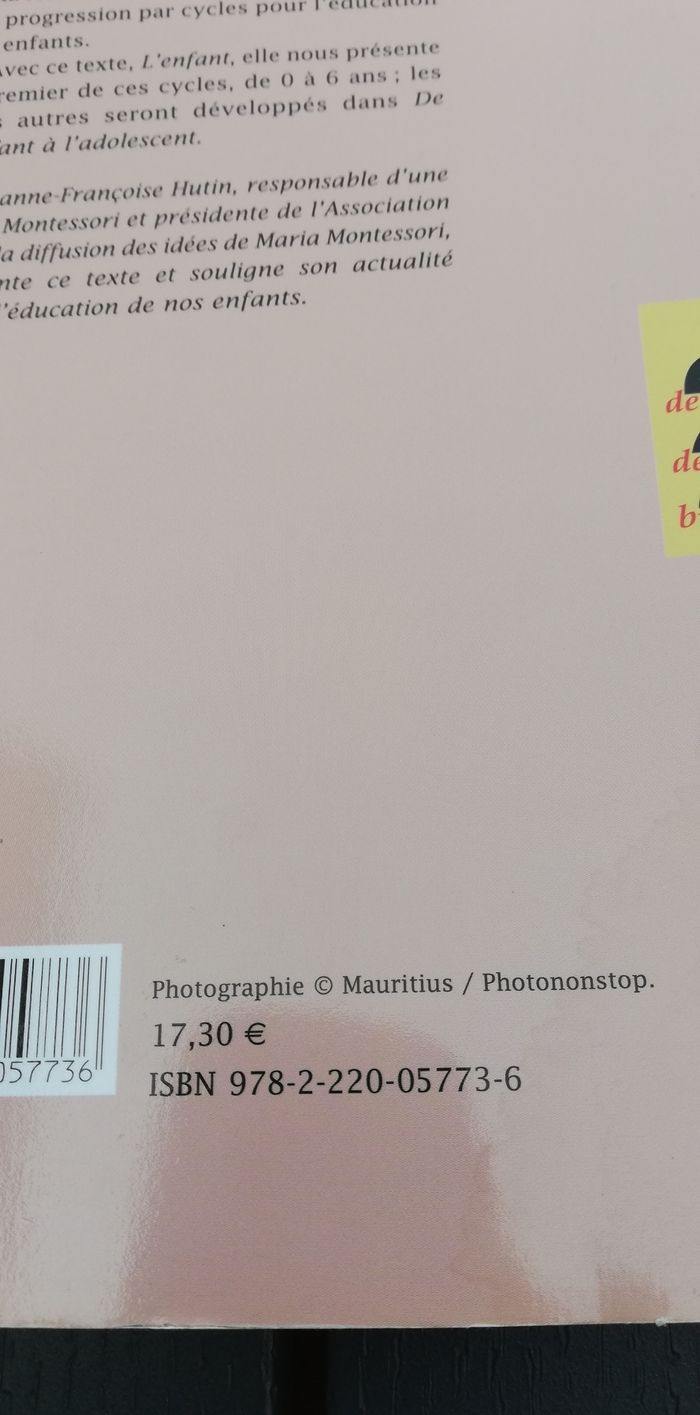 progression par cycles pour l'éducation
enfants.
Avec ce texte, L'enfant, elle nous présente
remier de ces cycles, de 0 à 6 ans ; les
s autres seront développés dans De
ant à l'adolescent.
anne-Françoise Hutin, responsable d'une
Montessori et présidente de l'Association
la diffusion des idées de Maria Montessori,
nte ce texte et souligne son actualité
l'éducation de nos enfants.
de
de
b
Photographie © Mauritius / Photononstop.
17,30 €
057736
ISBN 978-2-220-05773-6